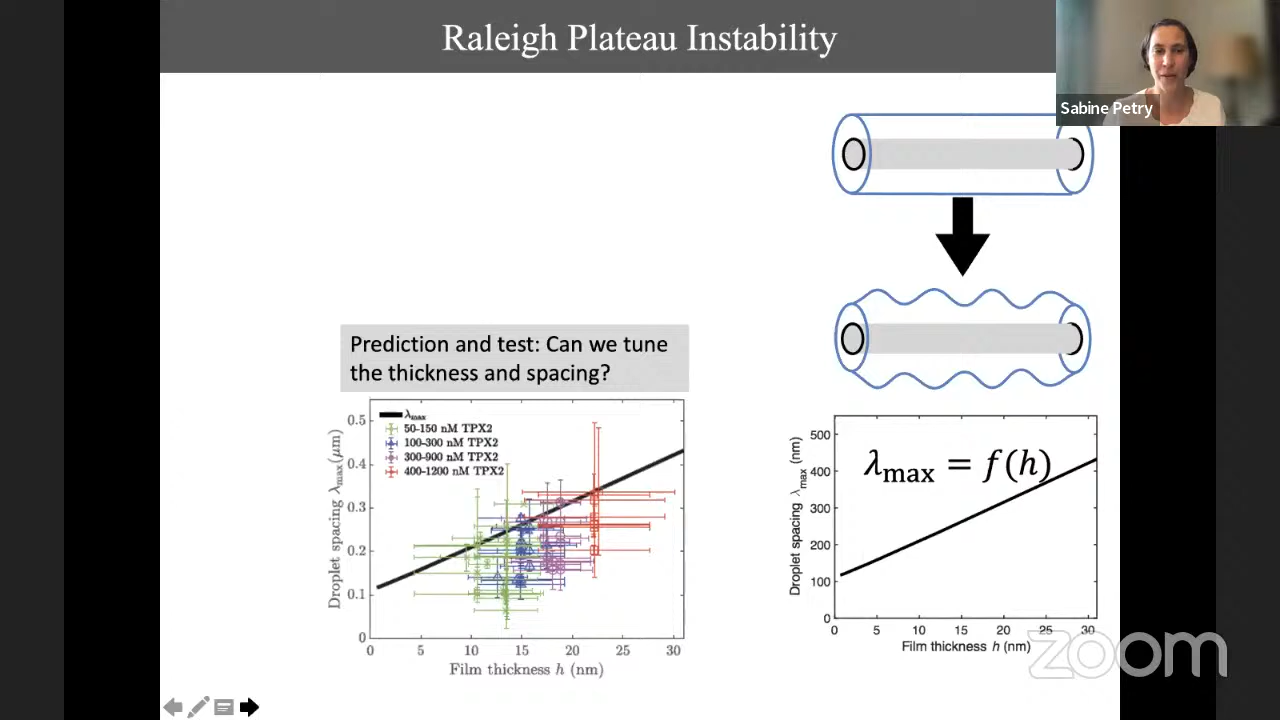 Raleigh Plateau Instability
Sabine Petry
Prediction and test: Can we tune
the thickness and spacing?
λmax
50-150 nM TPX2
100-300 nM TPX2
300-900 nM TPX2
400-1200 nM TPX2
Droplet spacing λmax(μm)
0.5
0.4
0.3
0.2
0.1
0
0 5 10 15 20 25 30
Film thickness h (nm)
λmax = f(h)
Droplet spacing λmax (nm)
500
400
300
200
100
0
0 5 10 15 20 25 30
Film thickness h (nm)
zoom